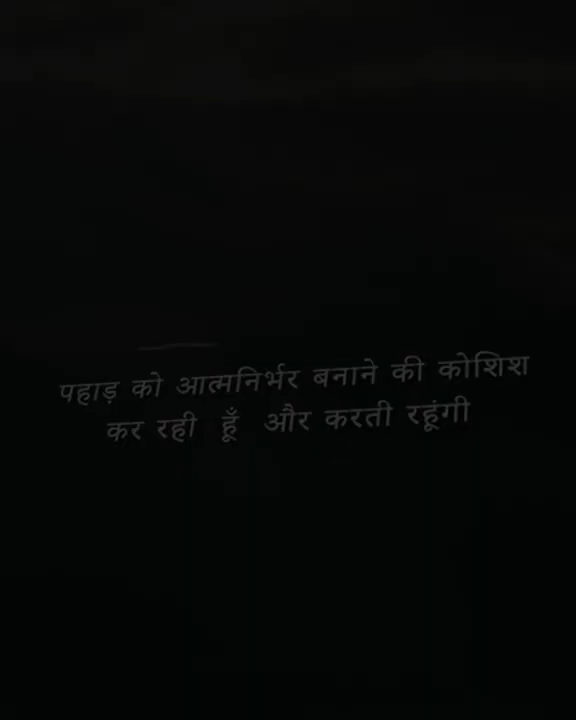 पहाड़ को आत्मनिर्भर बनाने की कोशिश
कर रही हूँ और करती रहूंगी